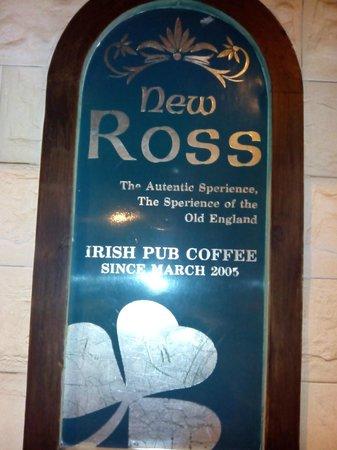 New
ROSS
The Autentic Sperience,
The Sperience of the
Old England
IRISH PUB COFFEE
SINCE MARCH 2005